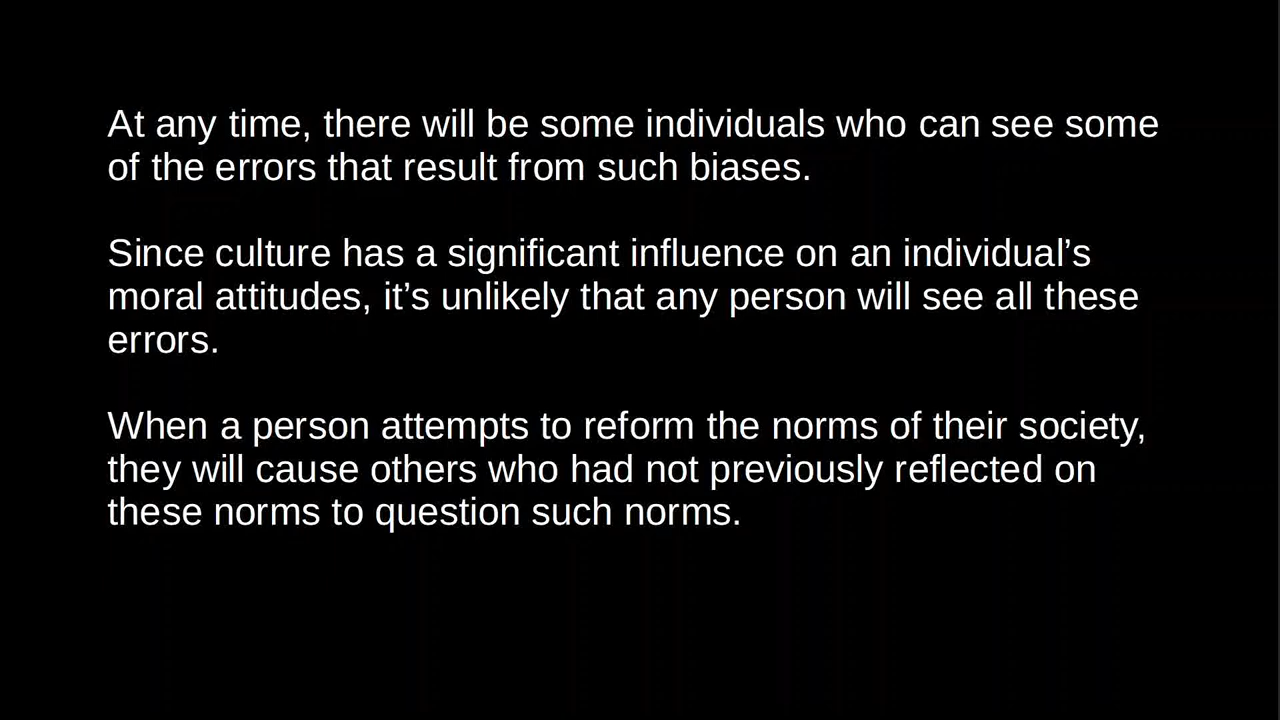 At any time, there will be some individuals who can see some
of the errors that result from such biases.
Since culture has a significant influence on an individual’s
moral attitudes, it’s unlikely that any person will see all these
errors.
When a person attempts to reform the norms of their society,
they will cause others who had not previously reflected on
these norms to question such norms.